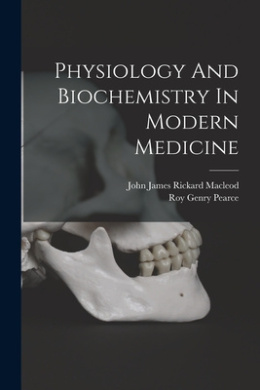 Physiology And
Biochemistry In
Modern
Medicine
John James Rickard Macleod
Roy Genry Pearce